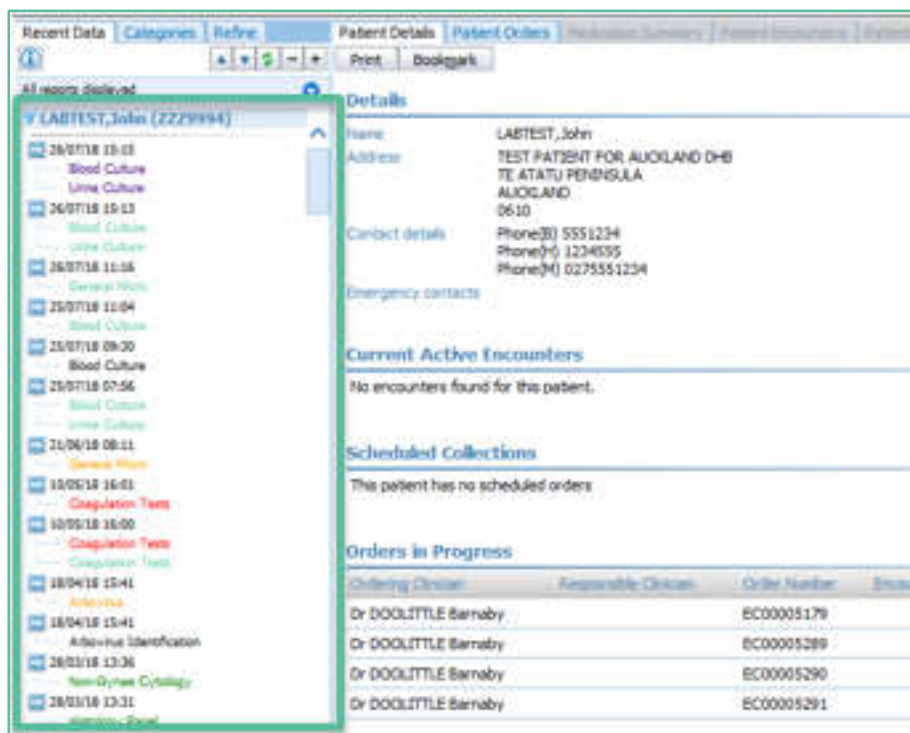 Recent Data Categories Refine
All reports displayed
LABTEST,John (ZZZ9994)
26/07/18 15:15
Blood Culture
Urine Culture
26/07/18 15:13
Blood Culture
Urine Culture
26/07/18 11:16
General Micro
25/07/18 11:04
Blood Culture
25/07/18 09:30
Blood Culture
25/07/18 07:56
Blood Culture
Urine Culture
21/06/18 08:11
General Micro
10/05/18 16:01
Coagulation Tests
10/05/18 16:00
Coagulation Tests
Coagulation Tests
18/04/18 15:41
Arbovirus
18/04/18 15:41
Arbovirus Identification
28/03/18 13:36
Non-Gynae Cytology
28/03/18 13:31
Patient Details Patient Orders Medication Summary Patient Encounters Patient
Print Bookmark
Details
Name LABTEST,John
Address TEST PATIENT FOR AUCKLAND DHB
TE ATATU PENINSULA
AUCKLAND
0610
Contact details Phone(B) 5551234
Phone(H) 1234555
Phone(M) 0275551234
Emergency contacts
Current Active Encounters
No encounters found for this patient.
Scheduled Collections
This patient has no scheduled orders
Orders in Progress
Ordering Clinician Responsible Clinician Order Number
Dr DOOLITTLE Barnaby EC00005179
Dr DOOLITTLE Barnaby EC00005289
Dr DOOLITTLE Barnaby EC00005290
Dr DOOLITTLE Barnaby EC00005291